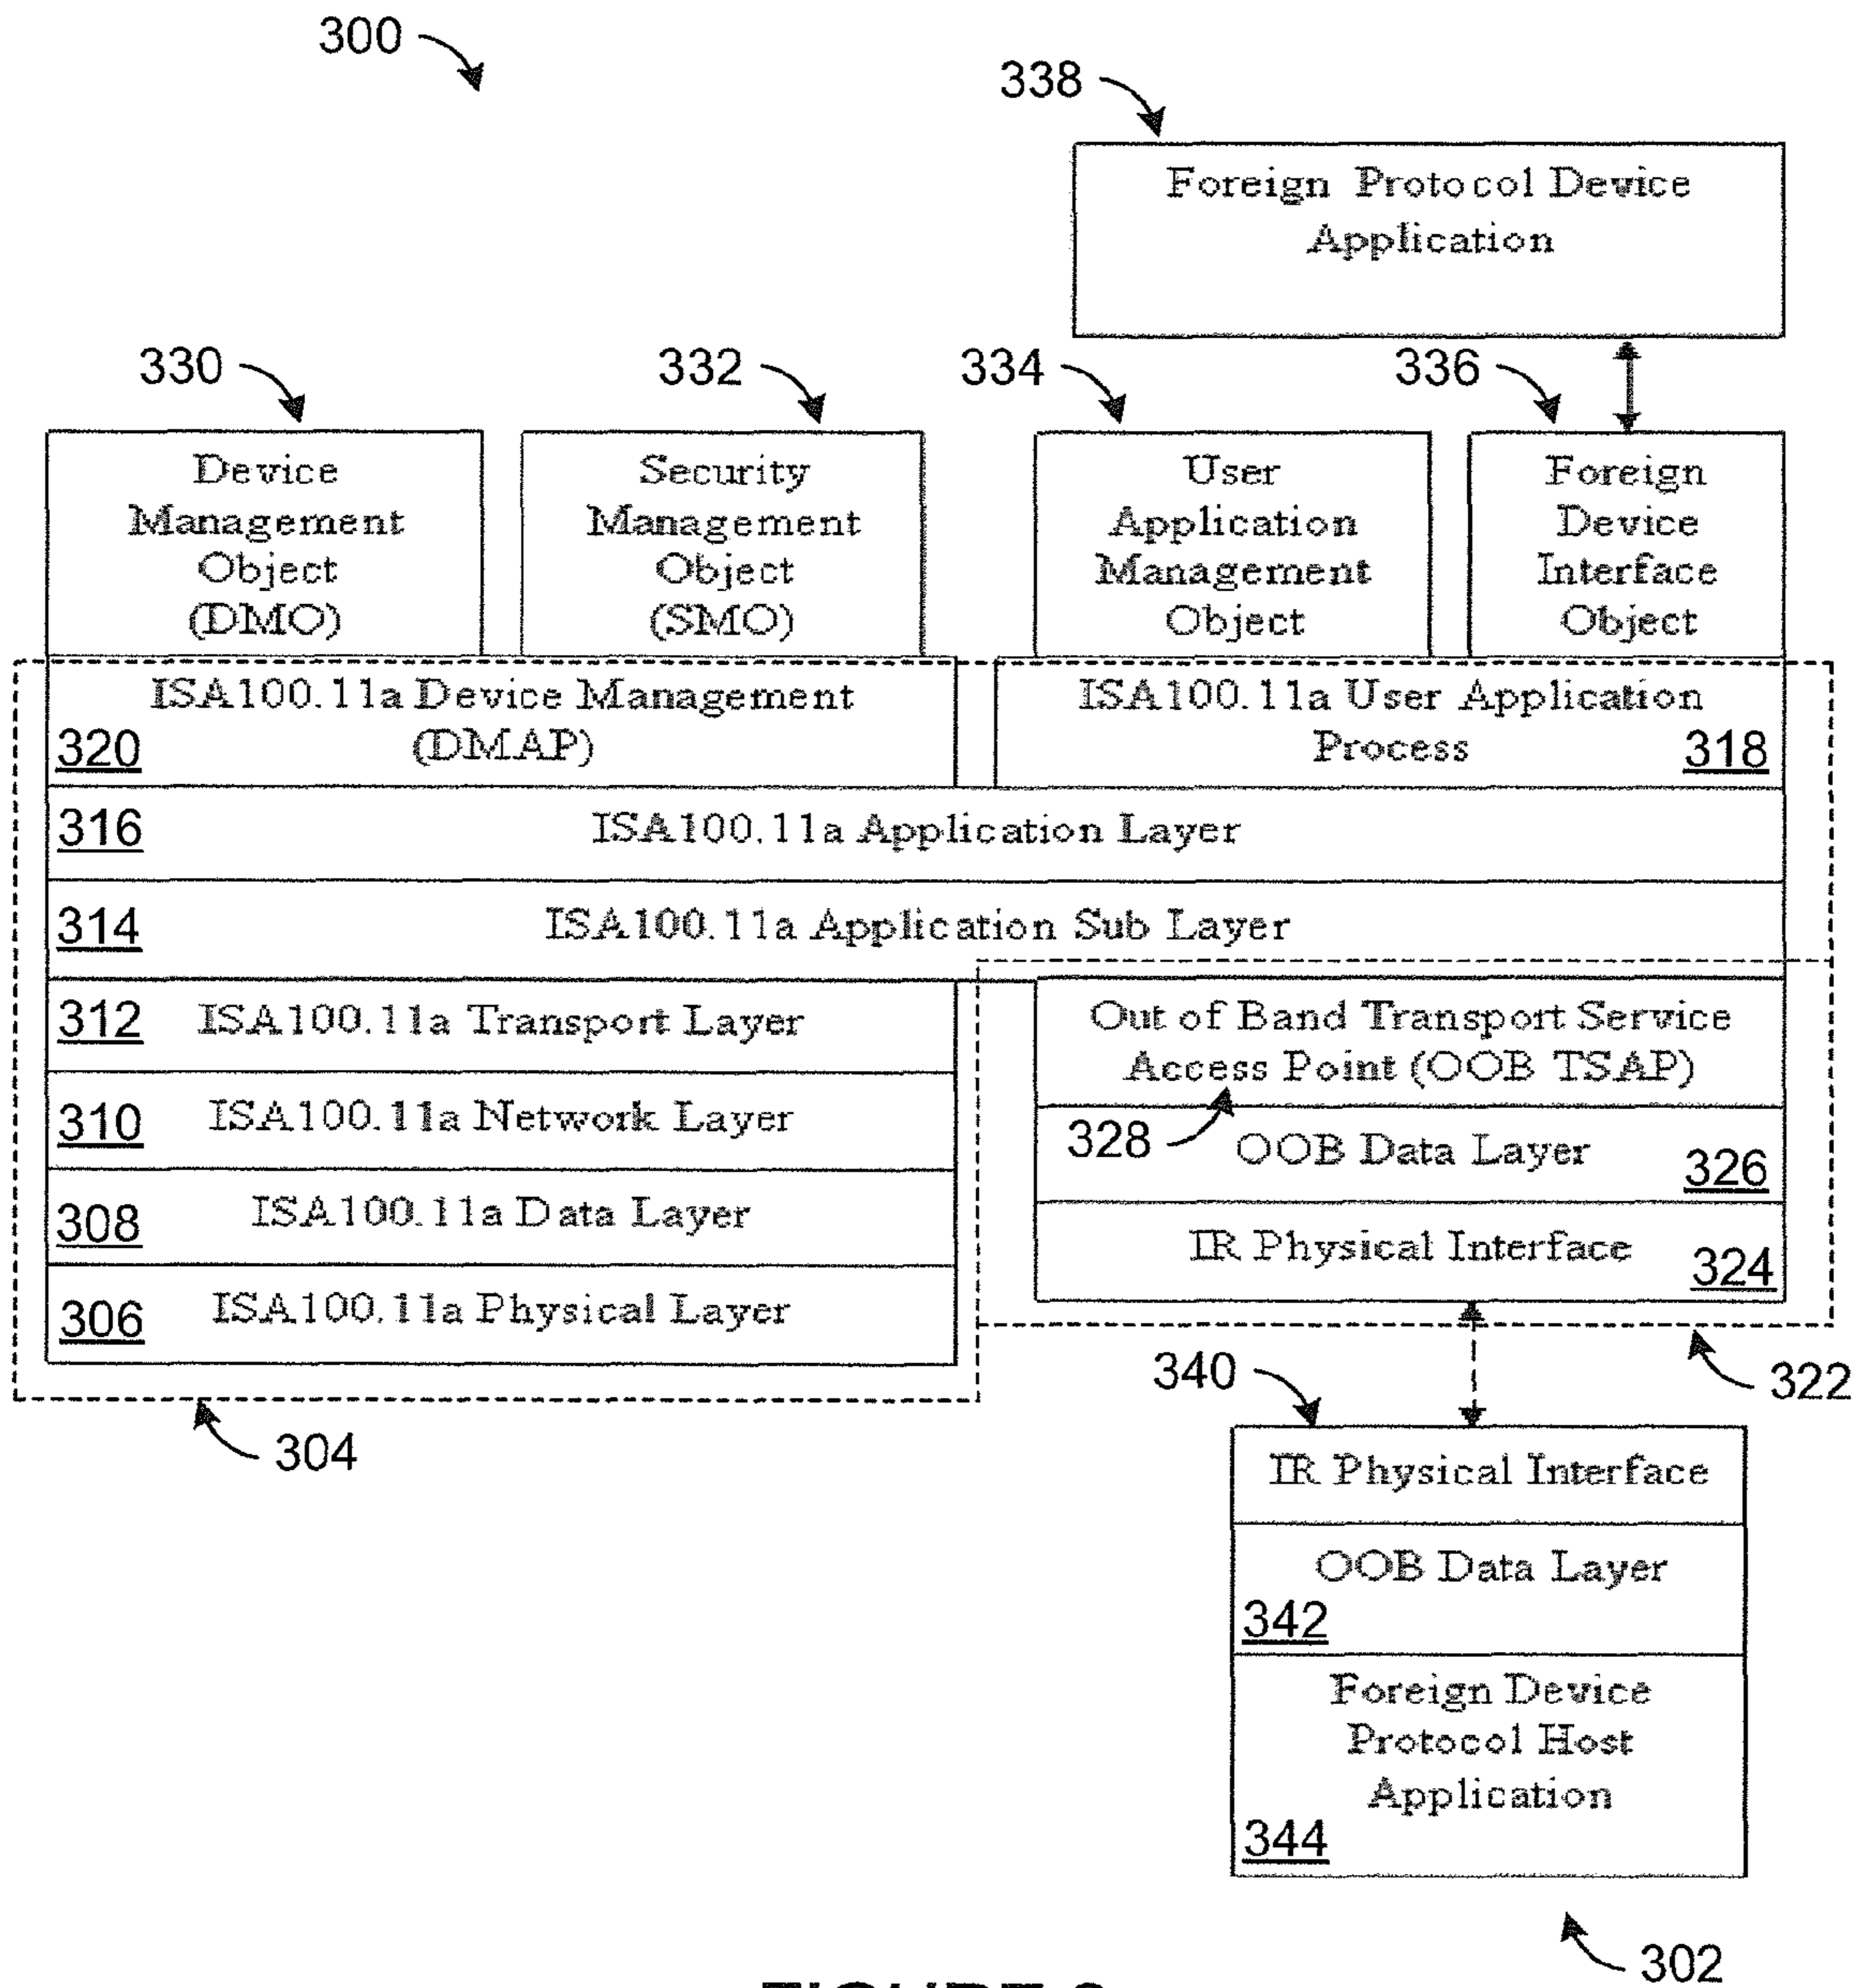 300
338
Foreign Protocol Device
Application
330
332
334
336
Device
Management
Object
(DMO)
Security
Management
Object
(SMO)
User
Application
Management
Object
Foreign
Device
Interface
Object
ISA100.11a Device Management
(DMAP)
320
ISA100.11a User Application
Process
318
316
ISA100.11a Application Layer
314
ISA100.11a Application Sub Layer
312
ISA100.11a Transport Layer
310
ISA100.11a Network Layer
308
ISA100.11a Data Layer
306
ISA100.11a Physical Layer
Out of Band Transport Service
Access Point (OOB TSAP)
328
OOB Data Layer
326
IR Physical Interface
324
322
304
340
IR Physical Interface
OOB Data Layer
342
Foreign Device
Protocol Host
Application
344
302